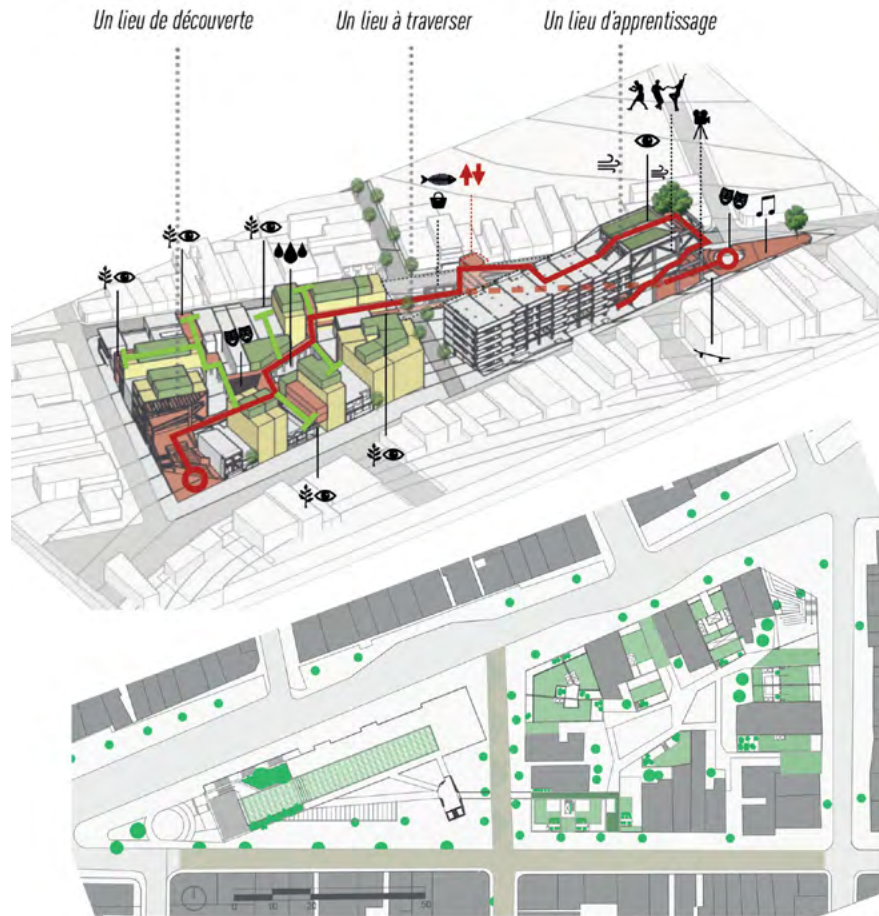 Un lieu de découverte
Un lieu à traverser
Un lieu d'apprentissage
0 10 20 50